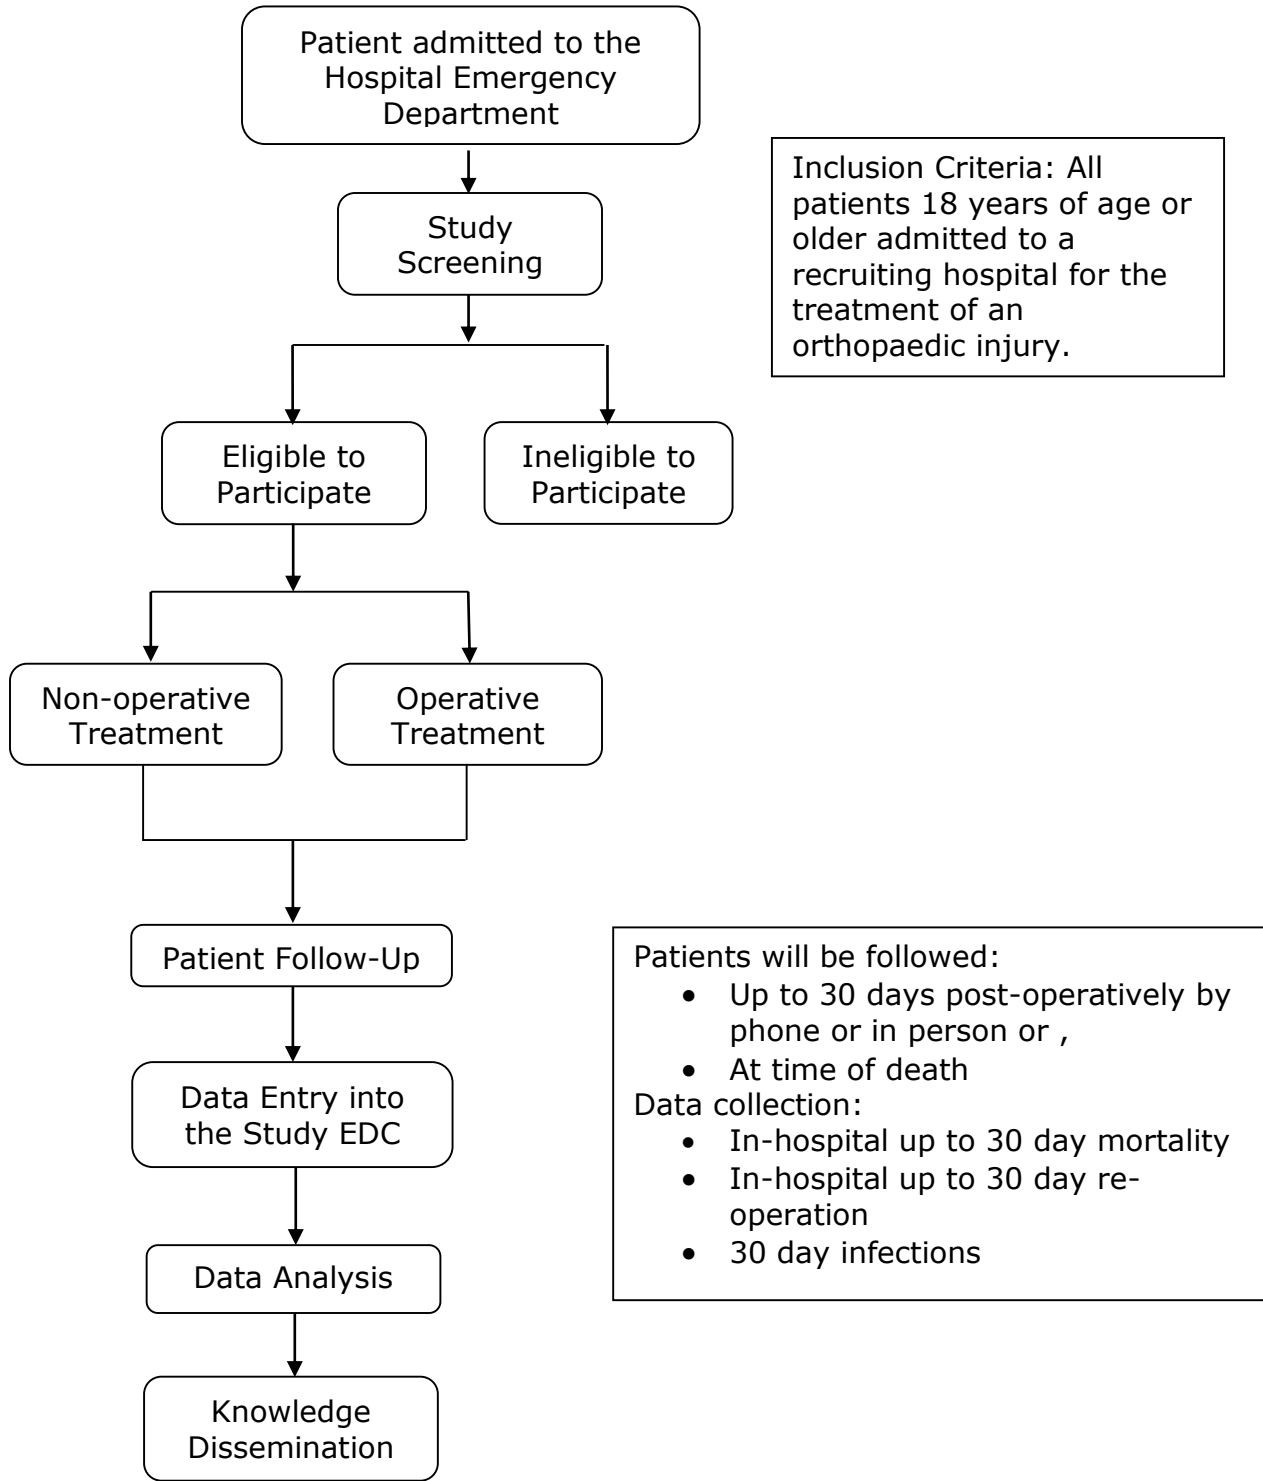 Patient admitted to the
Hospital Emergency
Department
Inclusion Criteria: All
patients 18 years of age or
older admitted to a
recruiting hospital for the
treatment of an
orthopaedic injury.
Study
Screening
Eligible to
Participate
Ineligible to
Participate
Non-operative
Treatment
Operative
Treatment
Patient Follow-Up
Patients will be followed:
• Up to 30 days post-operatively by
phone or in person or ,
• At time of death
Data collection:
• In-hospital up to 30 day mortality
• In-hospital up to 30 day re-
operation
• 30 day infections
Data Entry into
the Study EDC
Data Analysis
Knowledge
Dissemination